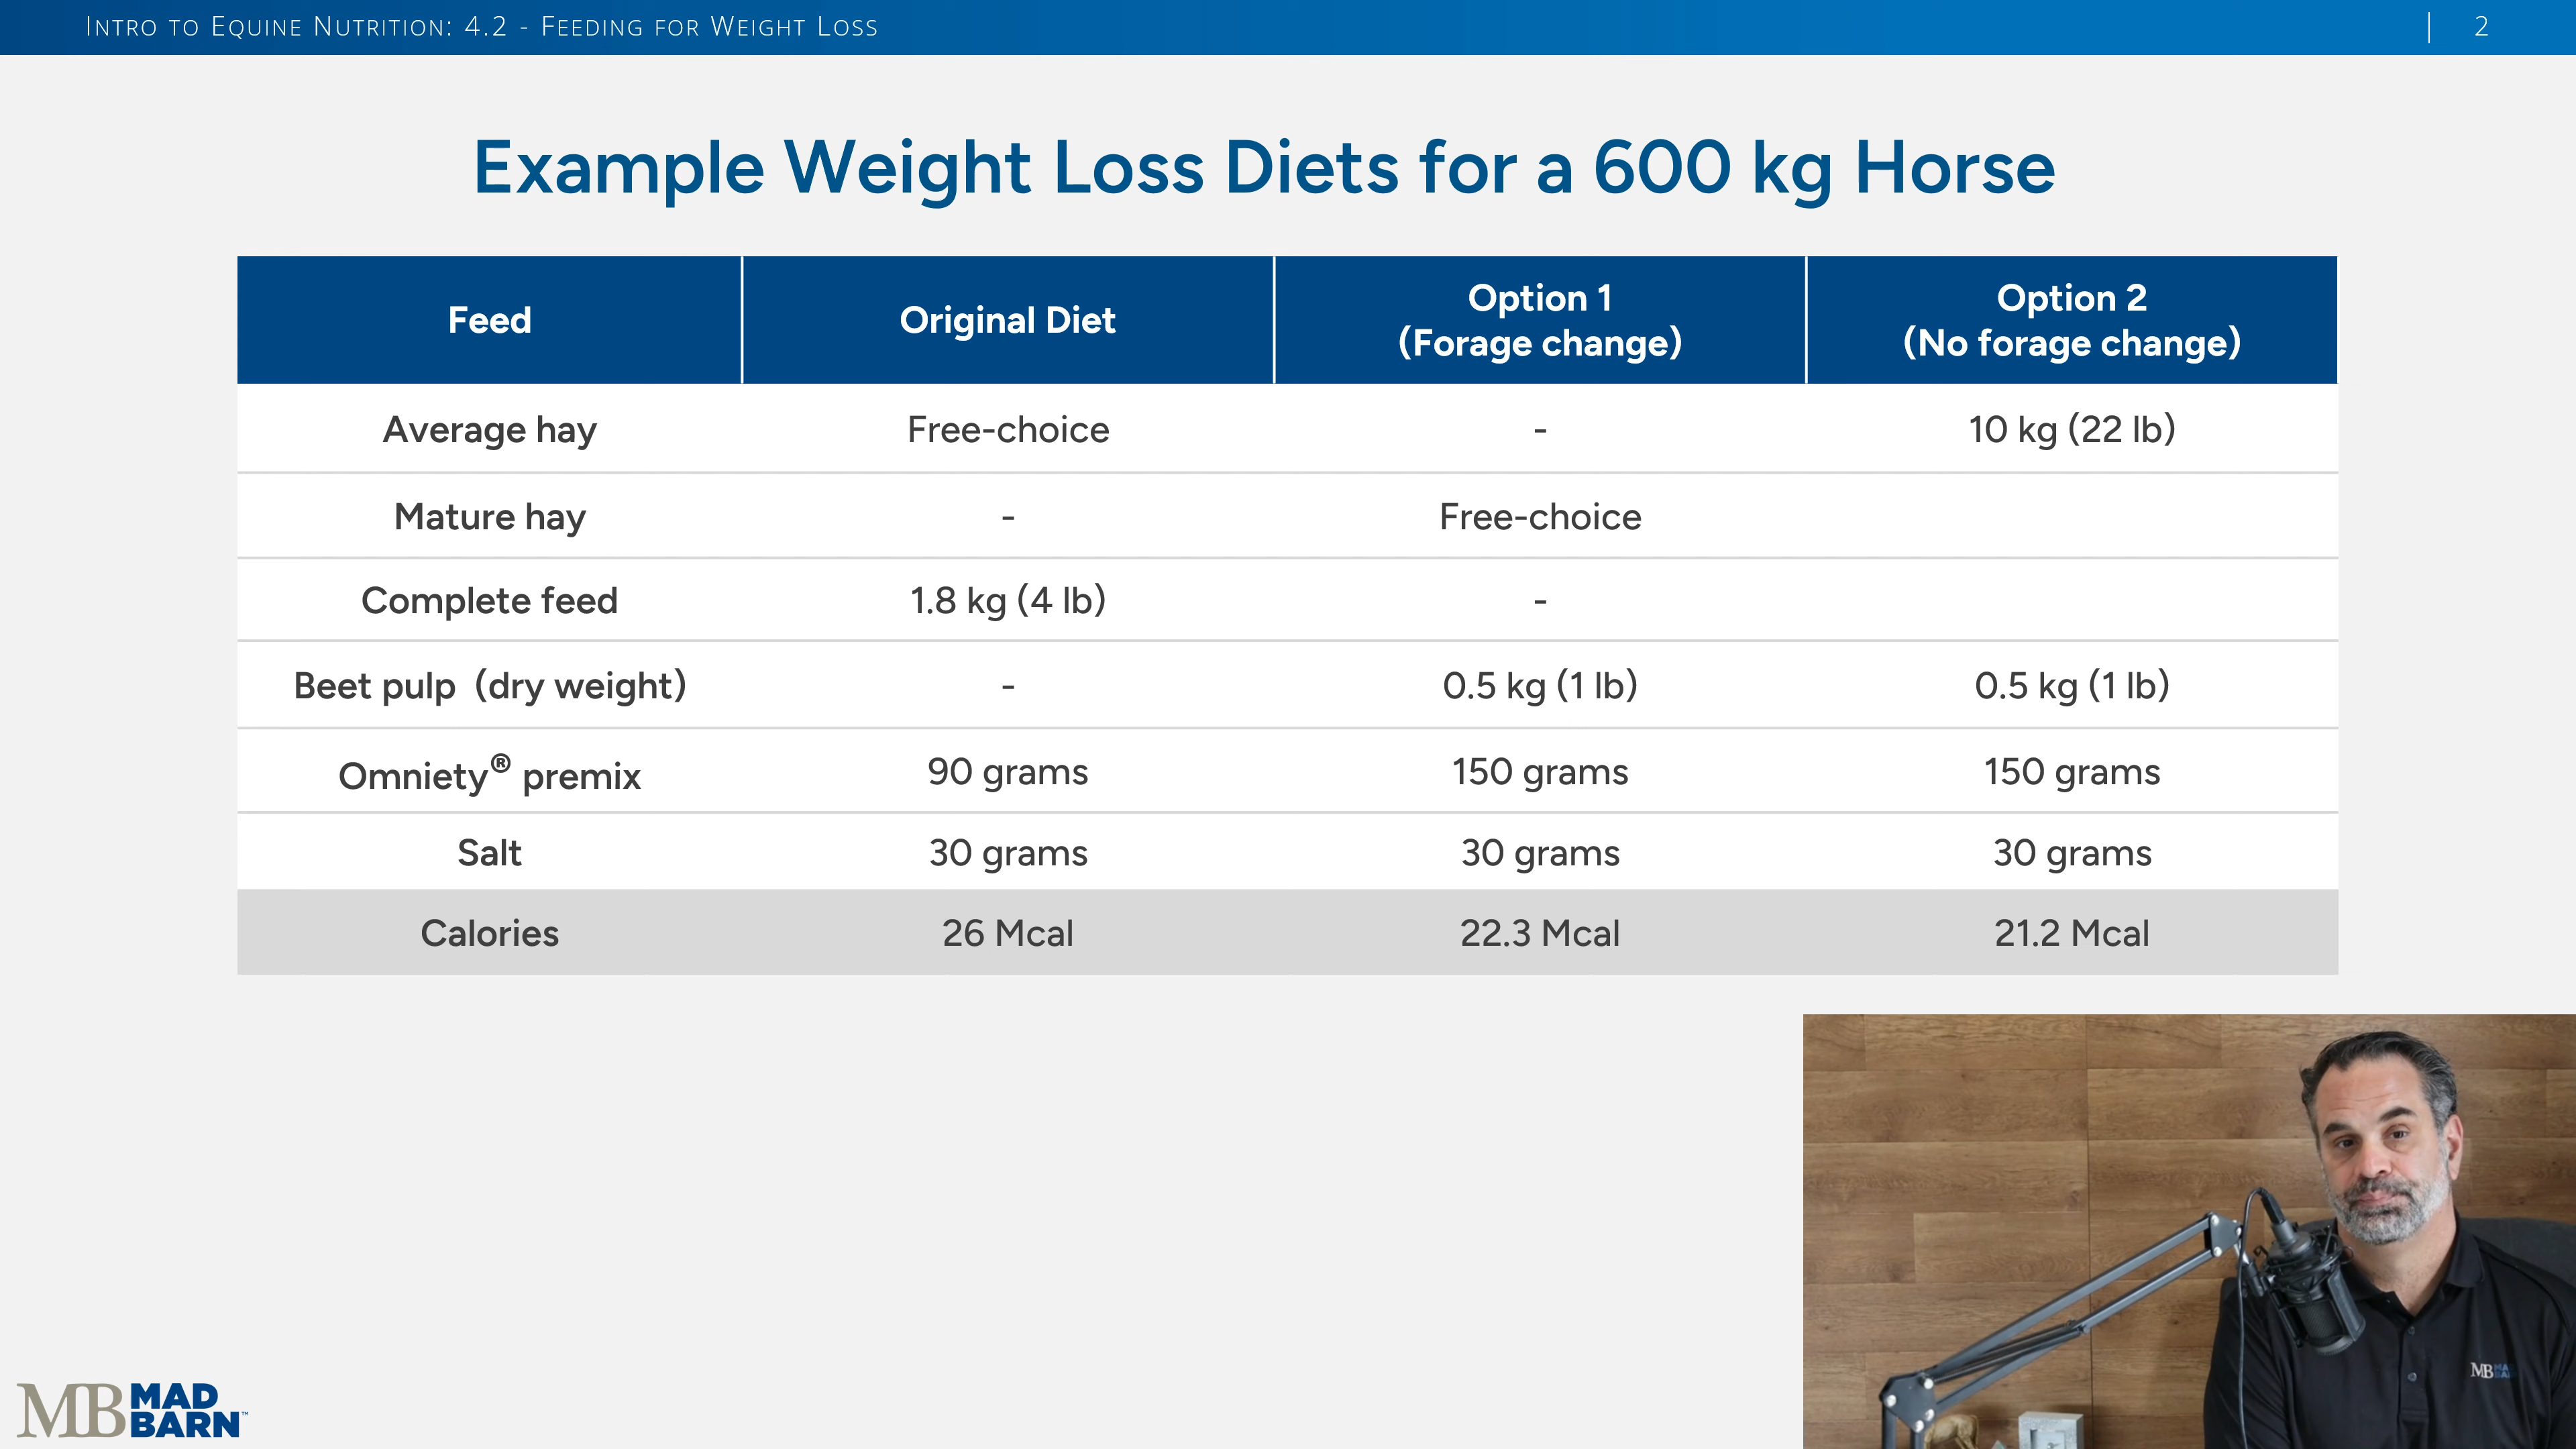 Intro to Equine Nutrition: 4.2 - Feeding for Weight Loss | 2
Example Weight Loss Diets for a 600 kg Horse
Feed Original Diet Option 1 (Forage change) Option 2 (No forage change)
Average hay Free-choice - 10 kg (22 lb)
Mature hay - Free-choice
Complete feed 1.8 kg (4 lb) -
Beet pulp (dry weight) - 0.5 kg (1 lb) 0.5 kg (1 lb)
Omniety® premix 90 grams 150 grams 150 grams
Salt 30 grams 30 grams 30 grams
Calories 26 Mcal 22.3 Mcal 21.2 Mcal
MB MAD
BARN™
MB